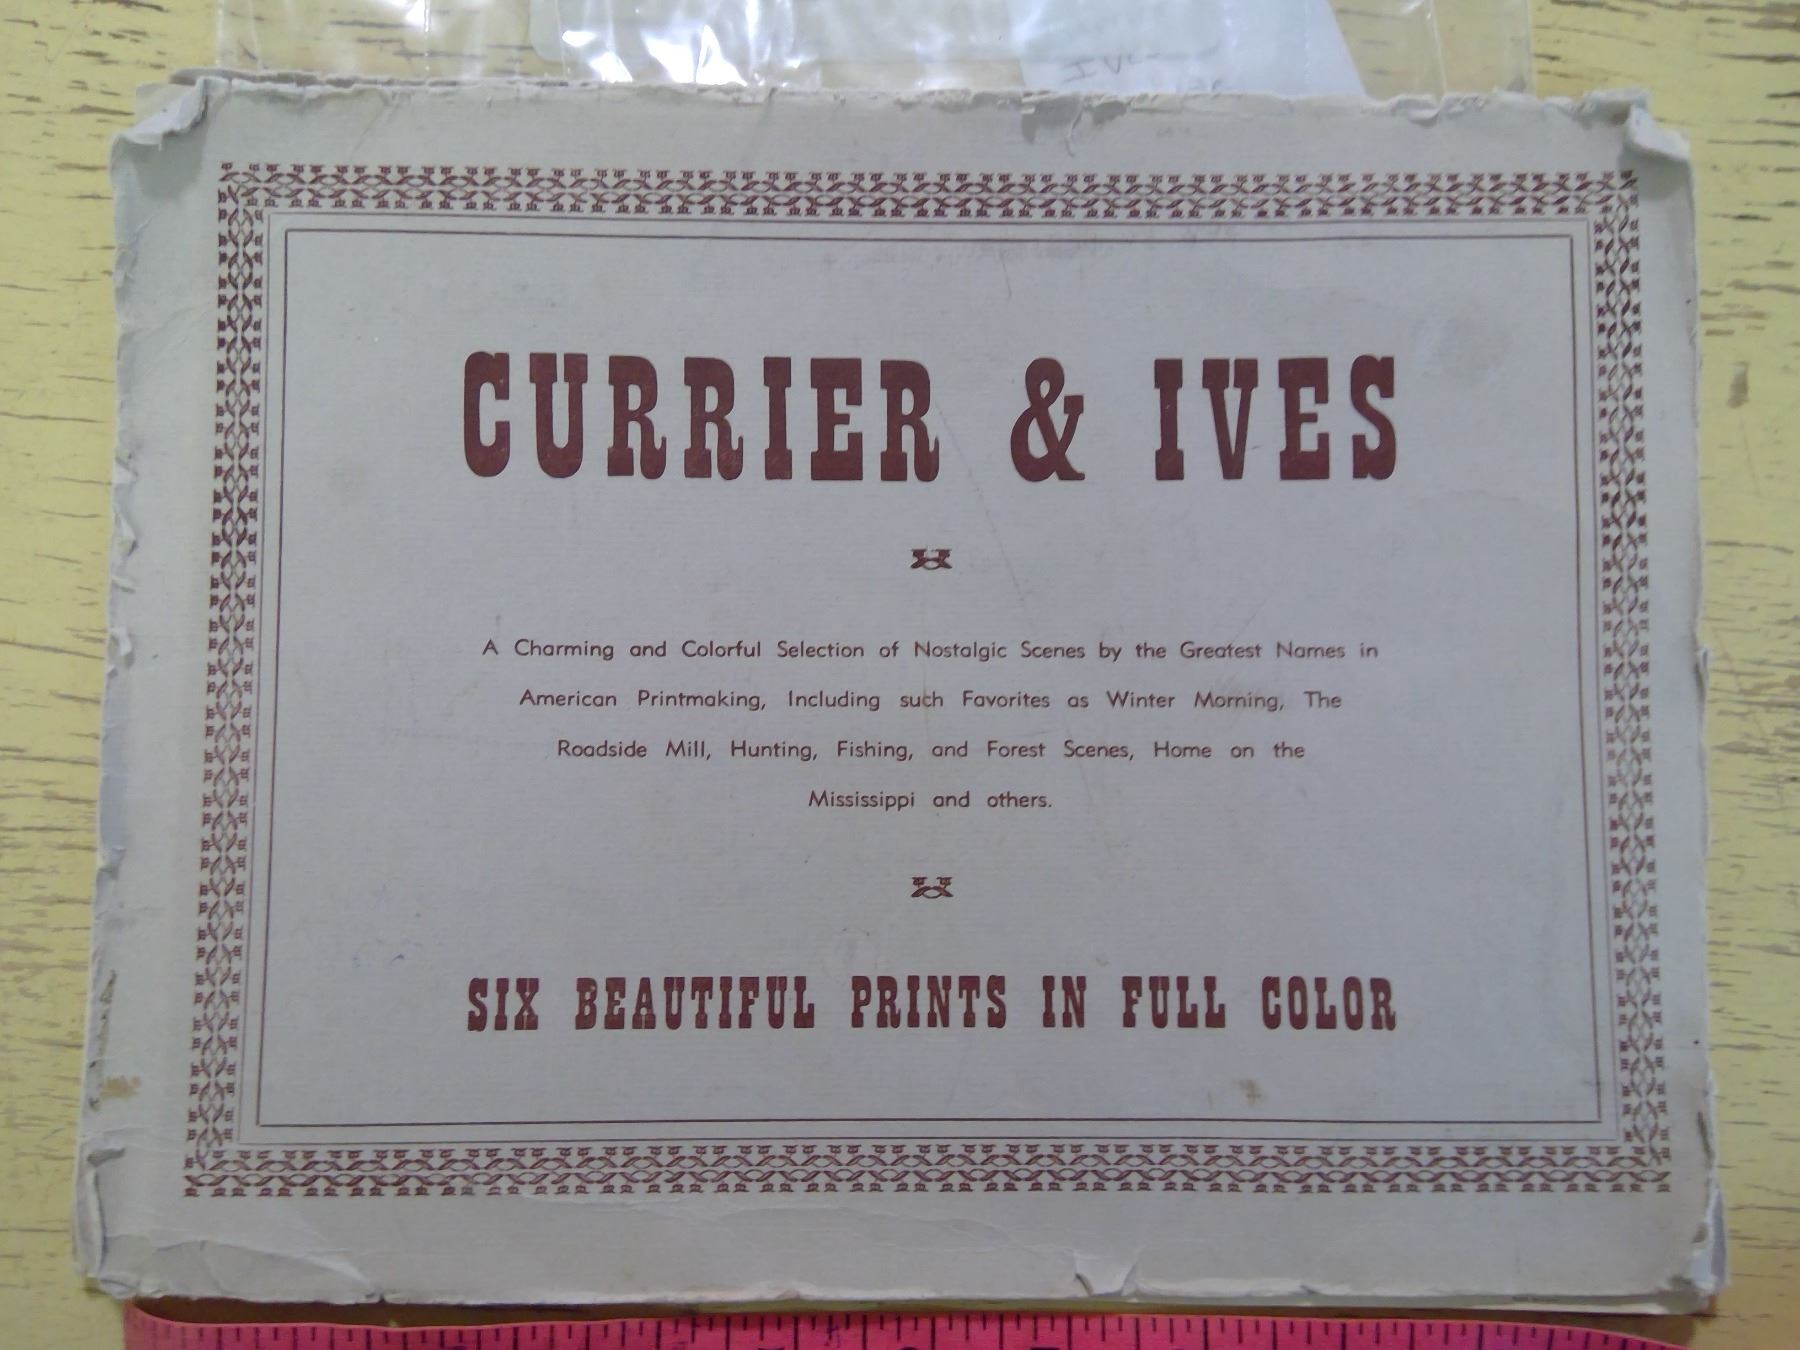 CURRIER & IVES
A Charming and Colorful Selection of Nostalgic Scenes by the Greatest Names in
American Printmaking, Including such Favorites as Winter Morning, The
Roadside Mill, Hunting, Fishing, and Forest Scenes, Home on the
Mississippi and others.
SIX BEAUTIFUL PRINTS IN FULL COLOR